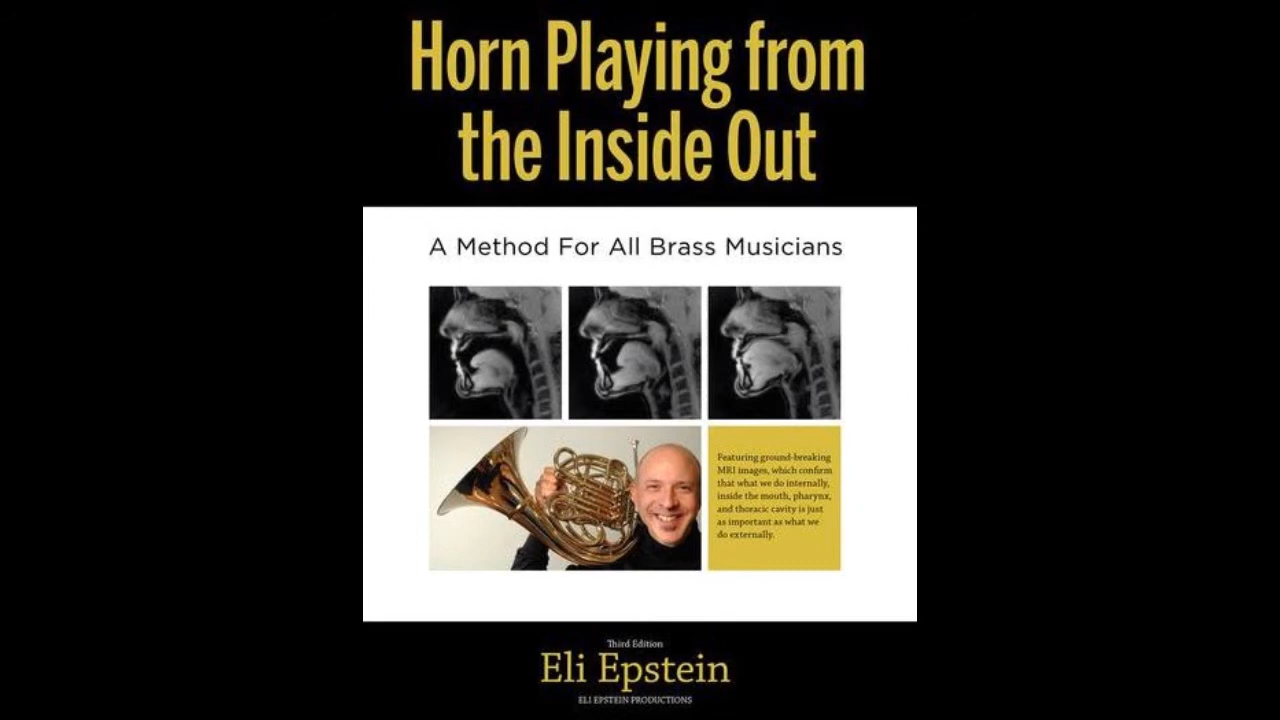 Horn Playing from
the Inside Out
A Method For All Brass Musicians
Featuring ground-breaking
MRI images, which confirm
that what we do internally,
inside the mouth, pharynx,
and thoracic cavity is just
as important as what we
do externally.
Third Edition
Eli Epstein
ELI EPSTEIN PRODUCTIONS